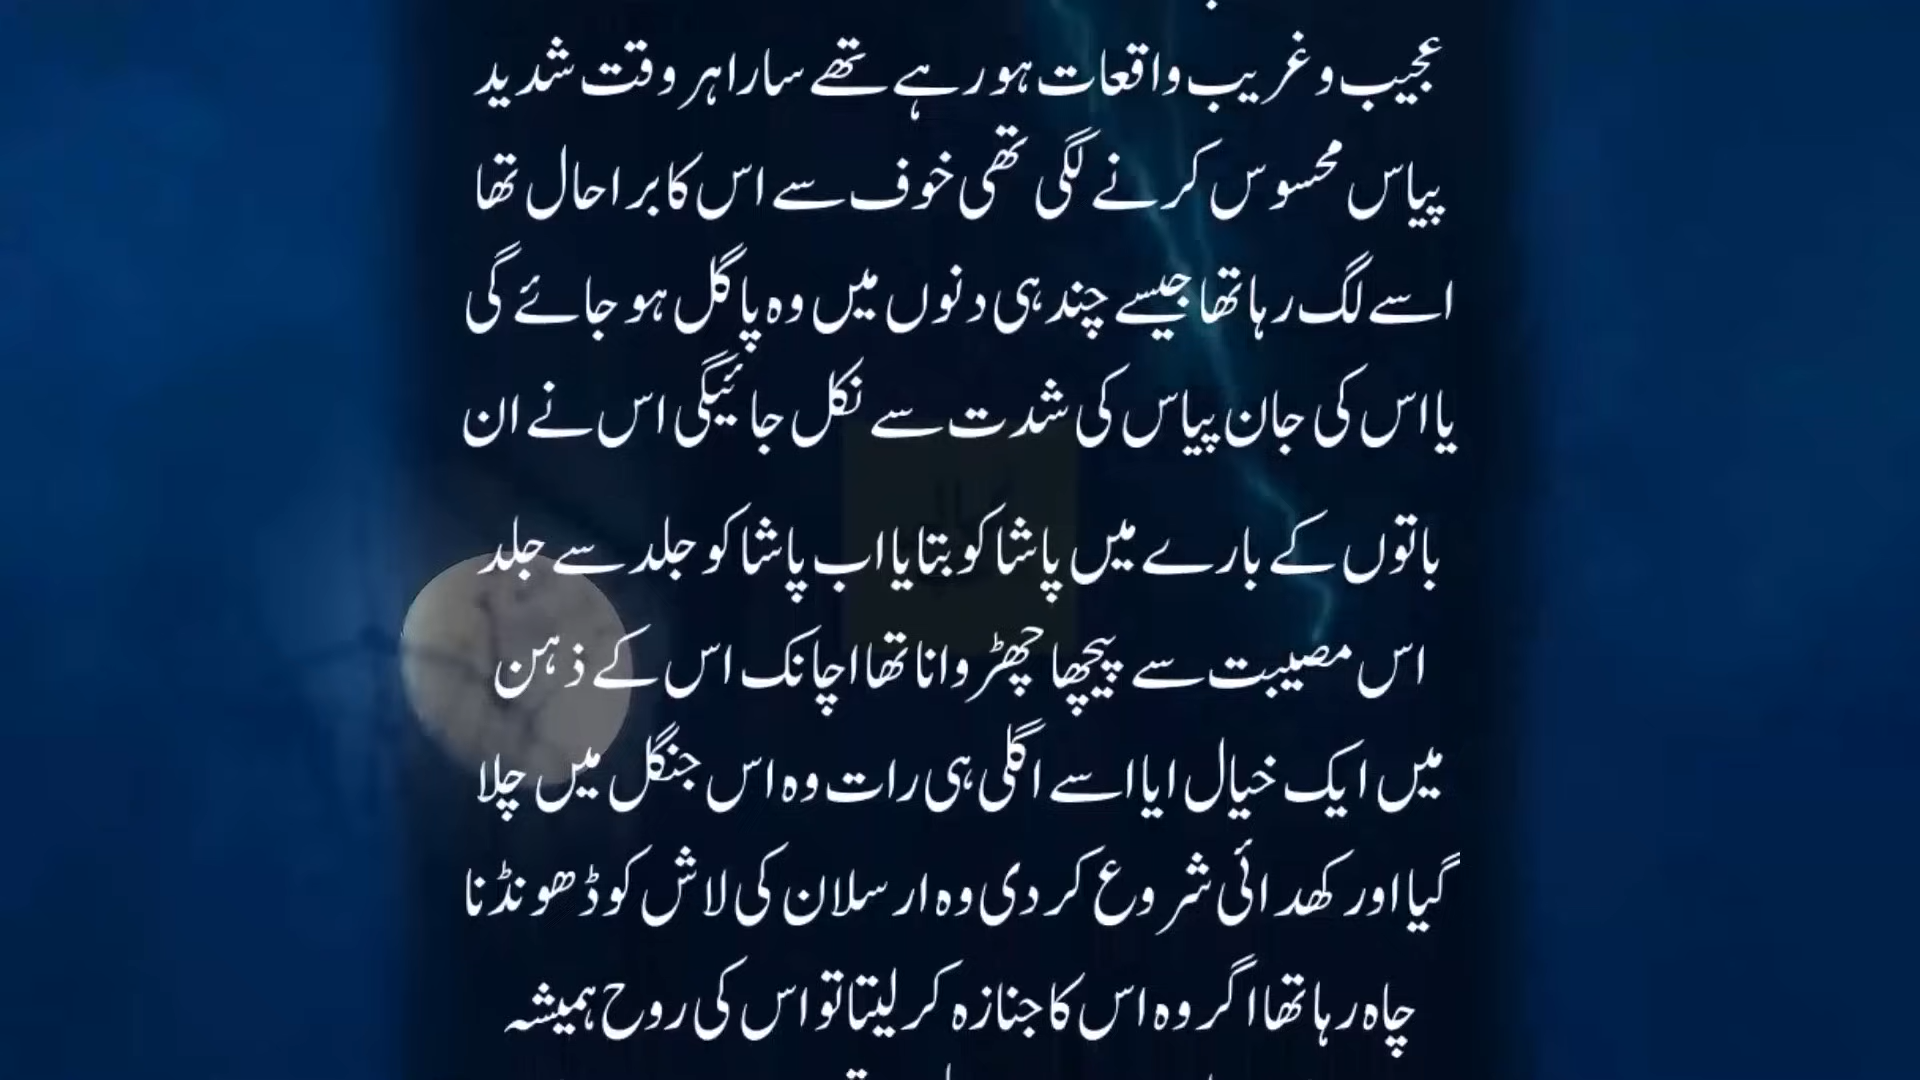 عجیب و غریب واقعات ہو رہے تھے سارا ہر وقت شدید
پیاس محسوس کرنے لگی تھی خوف سے اس کا برا حال تھا
اسے لگ رہا تھا جیسے چند ہی دنوں میں وہ پاگل ہو جائے گی
یا اس کی جان پیاس کی شدت سے نکل جائیگی اس نے ان
باتوں کے بارے میں پاشا کو بتایا اب پاشا کو جلد سے جلد
اس مصیبت سے پیچھا چھڑوانا تھا اچانک اس کے ذہن
میں ایک خیال ایا اسے اگلی ہی رات وہ اس جنگل میں چلا
گیا اور کھدائی شروع کر دی وہ ارسلان کی لاش کو ڈھونڈنا
چاہ رہا تھا اگر وہ اس کا جنازہ کر لیتا تو اس کی روح ہمیشہ